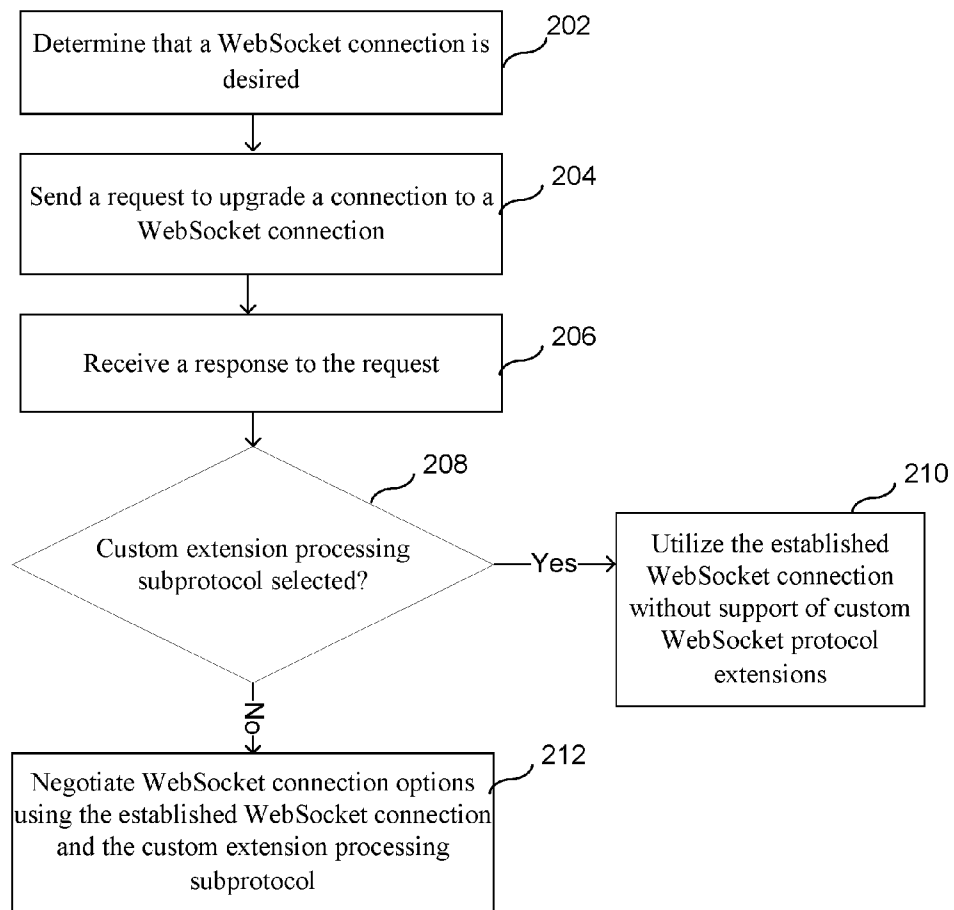 Determine that a WebSocket connection is
desired
202
Send a request to upgrade a connection to a
WebSocket connection
204
Receive a response to the request
206
Custom extension processing
subprotocol selected?
208
Yes
Utilize the established
WebSocket connection
without support of custom
WebSocket protocol
extensions
210
No
Negotiate WebSocket connection options
using the established WebSocket connection
and the custom extension processing
subprotocol
212